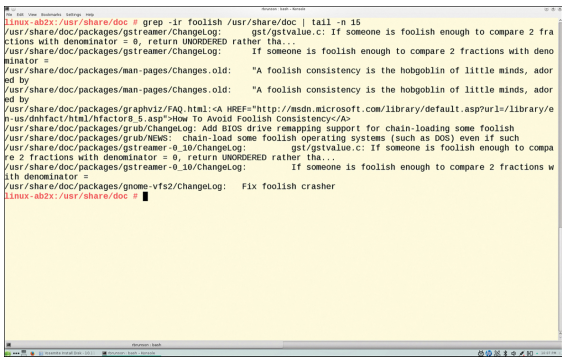 File Edit View Bookmarks Settings Help
linux-ab2x:/usr/share/doc # grep -ir foolish /usr/share/doc | tail -n 15
/usr/share/doc/packages/gstreamer/ChangeLog:    gst/gstvalue.c: If someone is foolish enough to compare 2 fra
ctions with denominator = 0, return UNORDERED rather tha...
/usr/share/doc/packages/gstreamer/ChangeLog:    If someone is foolish enough to compare 2 fractions with deno
minator =
/usr/share/doc/packages/man-pages/Changes.old:    "A foolish consistency is the hobgoblin of little minds, ador
ed by
/usr/share/doc/packages/man-pages/Changes.old:    "A foolish consistency is the hobgoblin of little minds, ador
ed by
/usr/share/doc/packages/graphviz/FAQ.html:<A HREF="http://msdn.microsoft.com/library/default.asp?url=/library/e
n-us/dnhfact/html/hfactor8_5.asp">How To Avoid Foolish Consistency</A>
/usr/share/doc/packages/grub/ChangeLog: Add BIOS drive remapping support for chain-loading some foolish
/usr/share/doc/packages/grub/NEWS:  chain-load some foolish operating systems (such as DOS) even if such
/usr/share/doc/packages/gstreamer-0_10/ChangeLog:    gst/gstvalue.c: If someone is foolish enough to compa
re 2 fractions with denominator = 0, return UNORDERED rather tha...
/usr/share/doc/packages/gstreamer-0_10/ChangeLog:    If someone is foolish enough to compare 2 fractions w
ith denominator =
/usr/share/doc/packages/gnome-vfs2/ChangeLog:   Fix foolish crasher
linux-ab2x:/usr/share/doc #